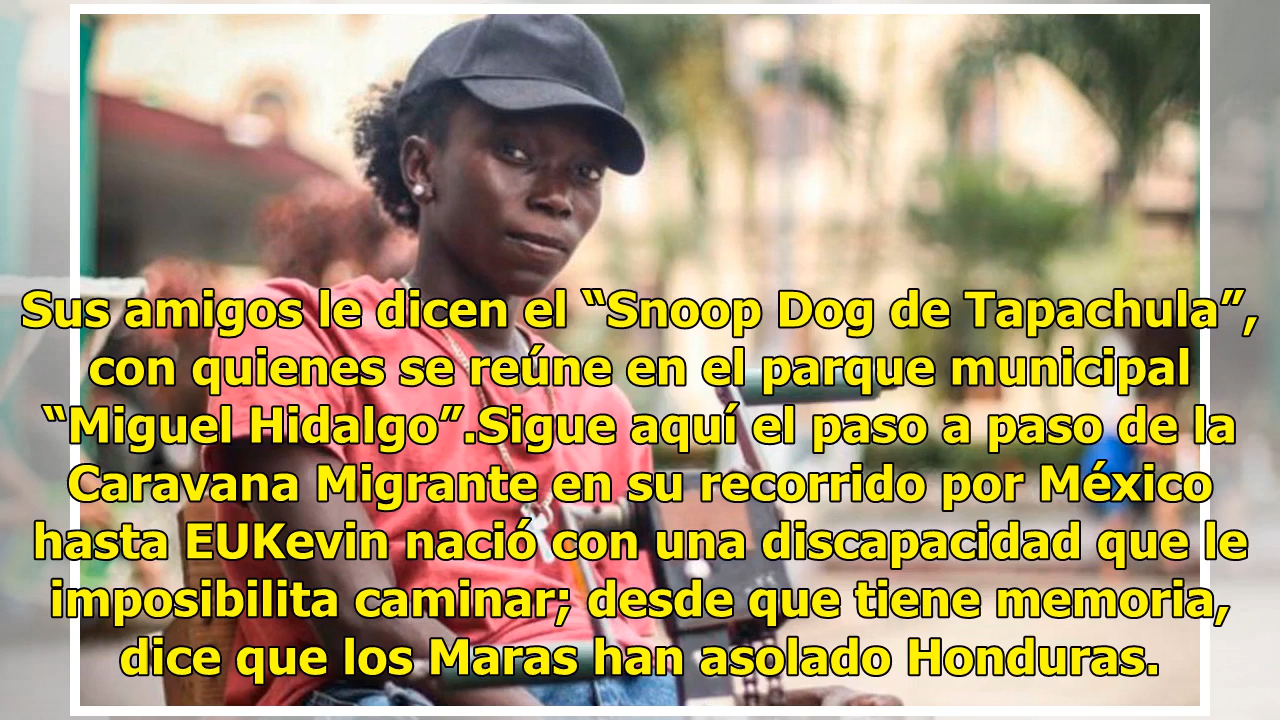 Sus amigos le dicen el “Snoop Dog de Tapachula”,
con quienes se reúne en el parque municipal
“Miguel Hidalgo”.Sigue aquí el paso a paso de la
Caravana Migrante en su recorrido por México
hasta EUKevin nació con una discapacidad que le
imposibilita caminar; desde que tiene memoria,
dice que los Maras han asolado Honduras.